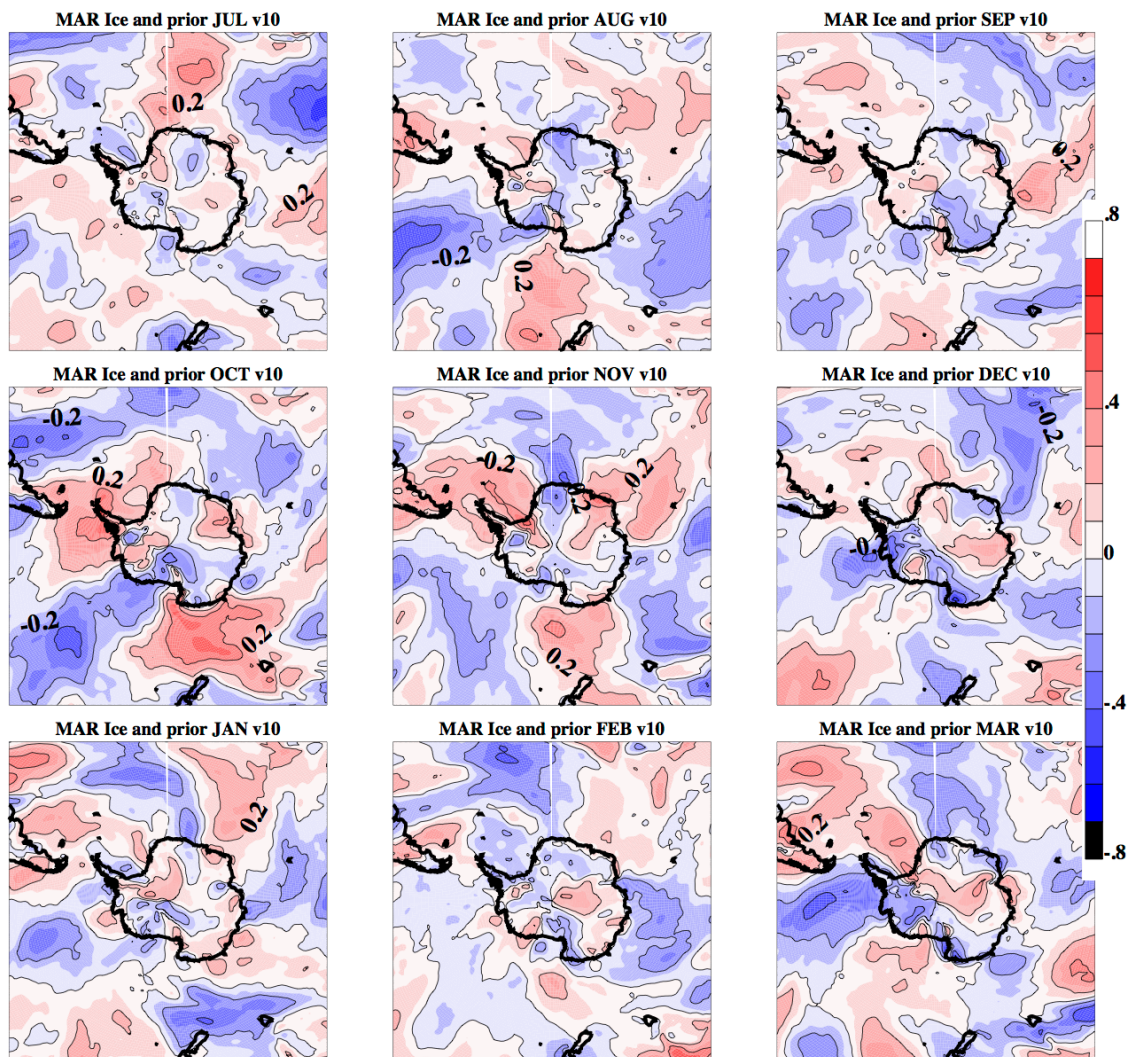 MAR Ice and prior JUL v10
MAR Ice and prior AUG v10
MAR Ice and prior SEP v10
0.2
0.2
-0.2
0.2
0.2
.8
.4
0
-.4
-.8
MAR Ice and prior OCT v10
MAR Ice and prior NOV v10
MAR Ice and prior DEC v10
-0.2
0.2
-0.2
0.2
-0.2
0.2
0.2
-0.2
MAR Ice and prior JAN v10
MAR Ice and prior FEB v10
MAR Ice and prior MAR v10
0.2
0.2